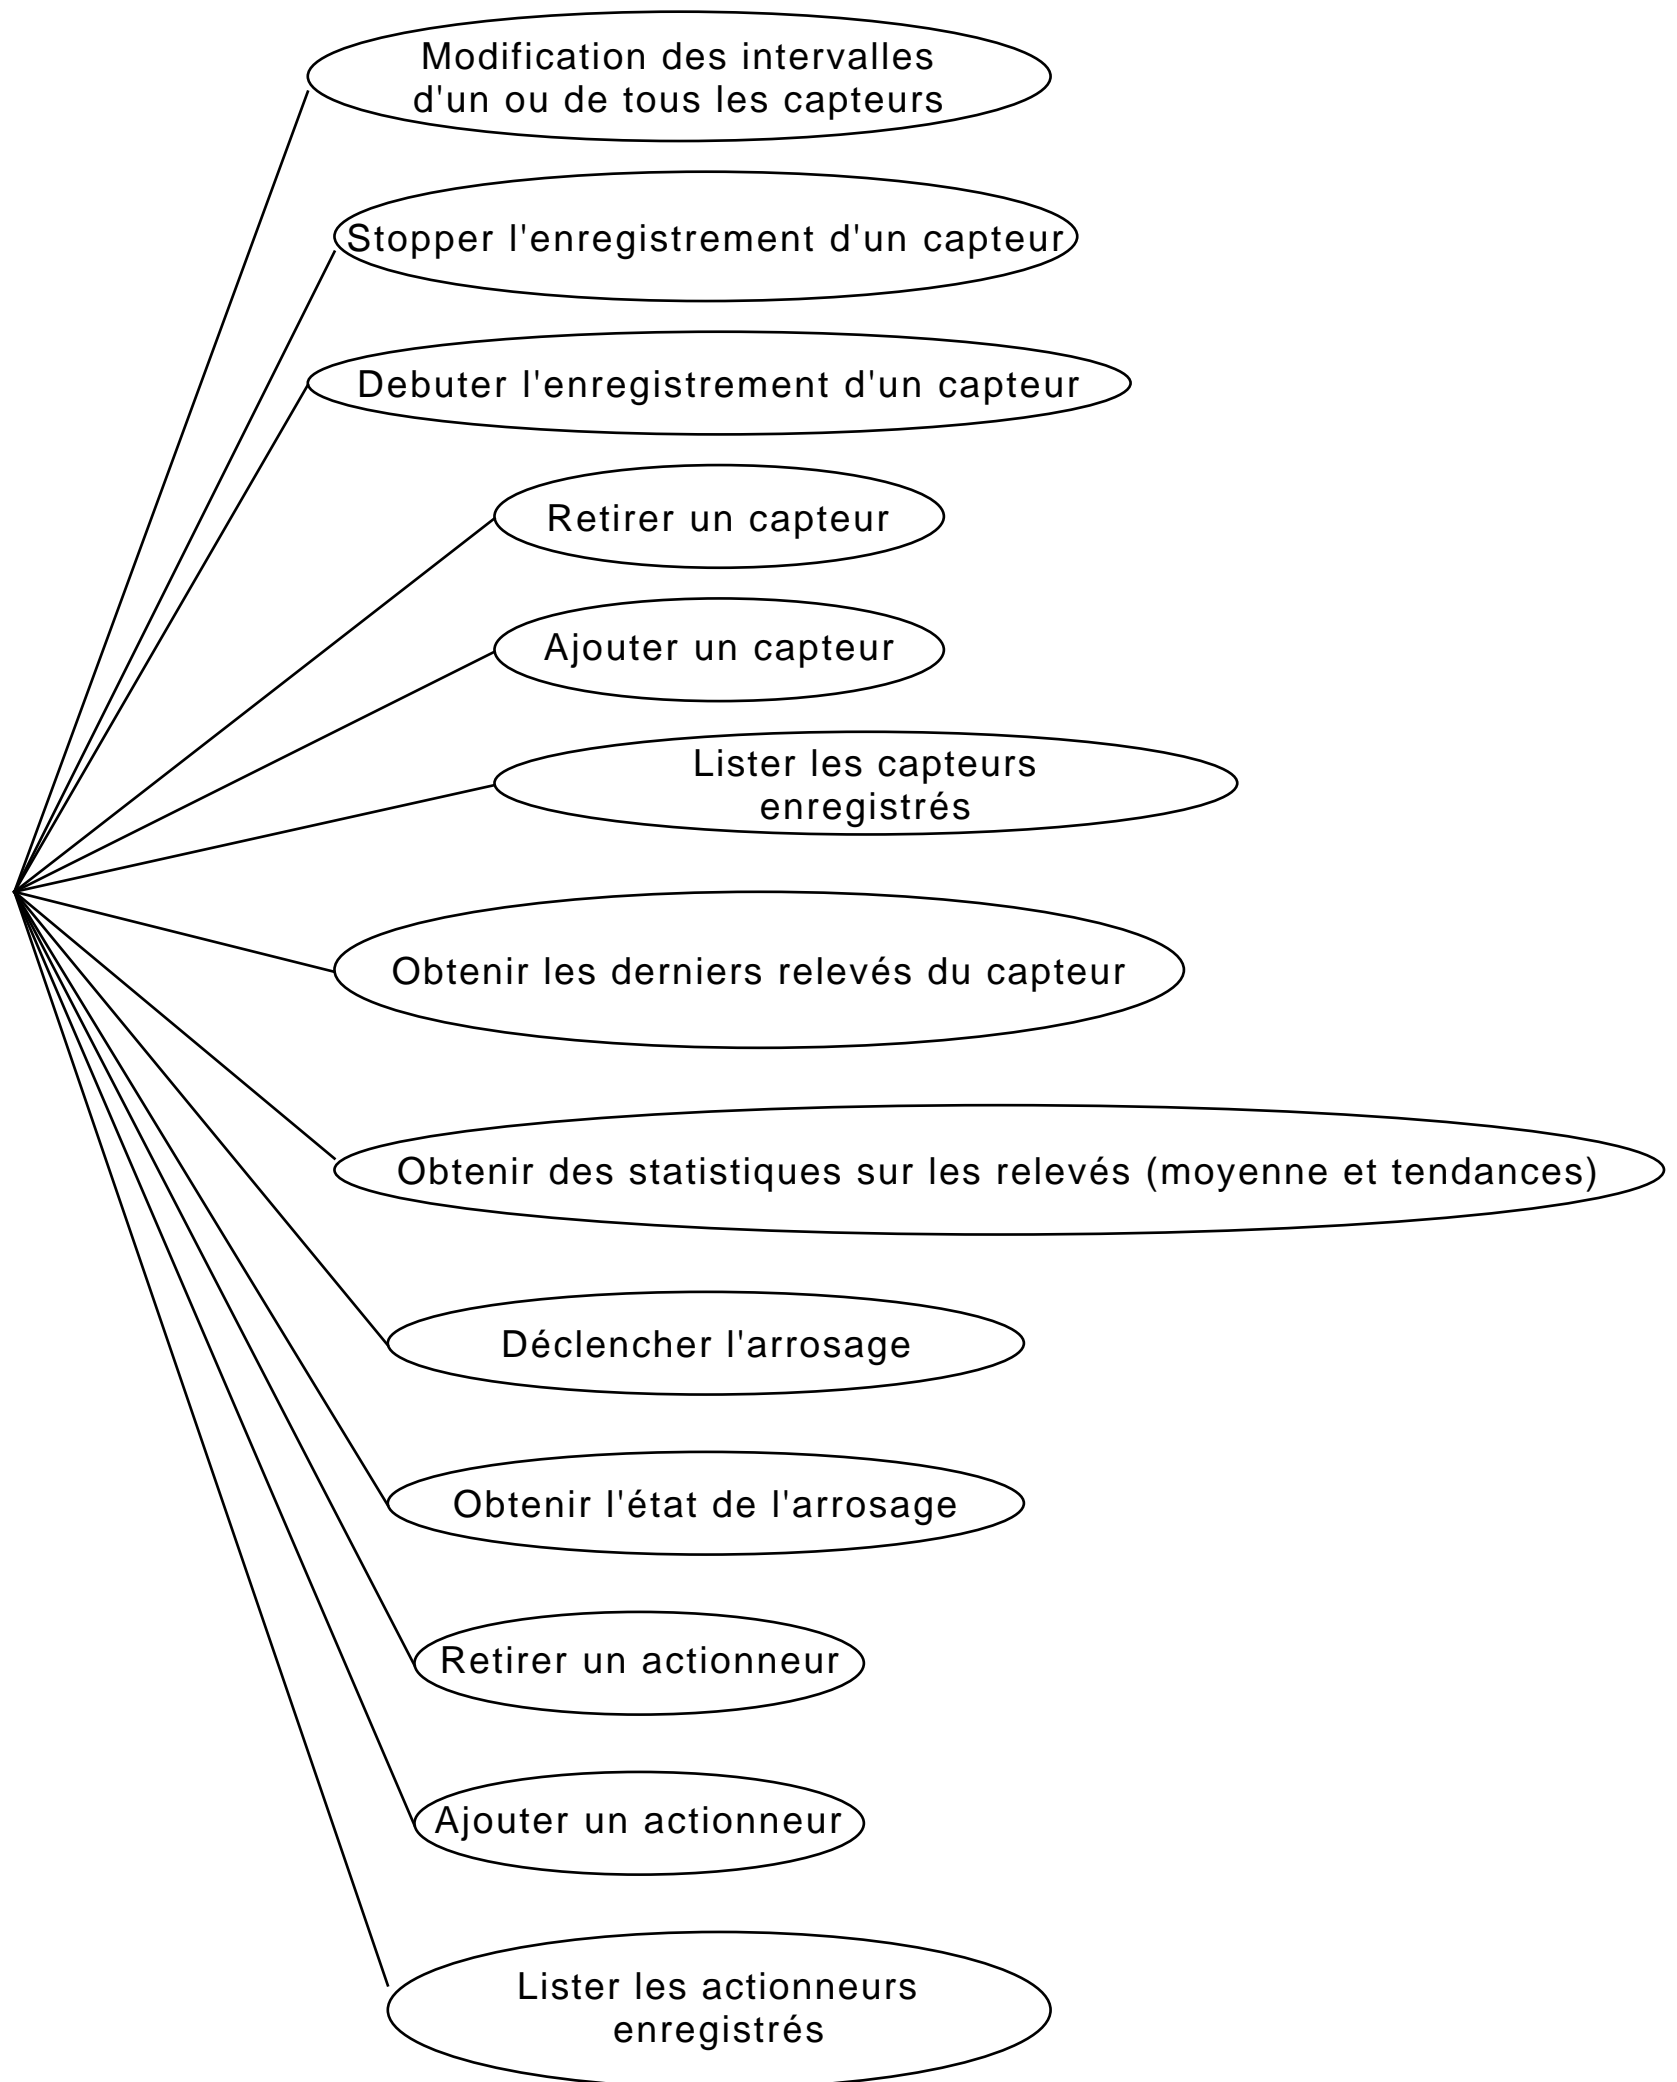 Modification des intervalles
d'un ou de tous les capteurs
Stopper l'enregistrement d'un capteur
Debuter l'enregistrement d'un capteur
Retirer un capteur
Ajouter un capteur
Lister les capteurs
enregistrés
Obtenir les derniers relevés du capteur
Obtenir des statistiques sur les relevés (moyenne et tendances)
Déclencher l'arrosage
Obtenir l'état de l'arrosage
Retirer un actionneur
Ajouter un actionneur
Lister les actionneurs
enregistrés